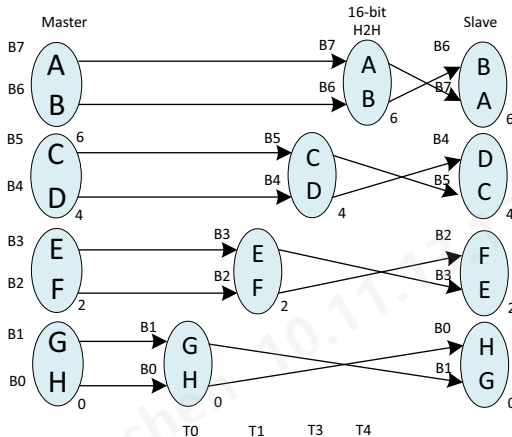 Master
16-bit
H2H
Slave
B7 A B7 A B6 B
B6 B B6 B 6 B7 A 6
B5 C 6 B5 C B4 D
B4 D 4 B4 D 4 B5 C 4
B3 E B3 E B2 F
B2 F 2 B2 F 2 B3 E 2
B1 G B1 G B0 H
B0 H 0 B0 H 0 B1 G 0
T0 T1 T3 T4